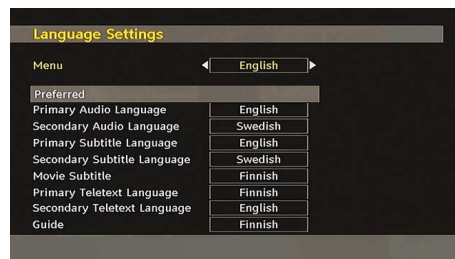 Language Settings
Menu English
Preferred
Primary Audio Language English
Secondary Audio Language Swedish
Primary Subtitle Language English
Secondary Subtitle Language Swedish
Movie Subtitle Finnish
Primary Teletext Language Finnish
Secondary Teletext Language English
Guide Finnish